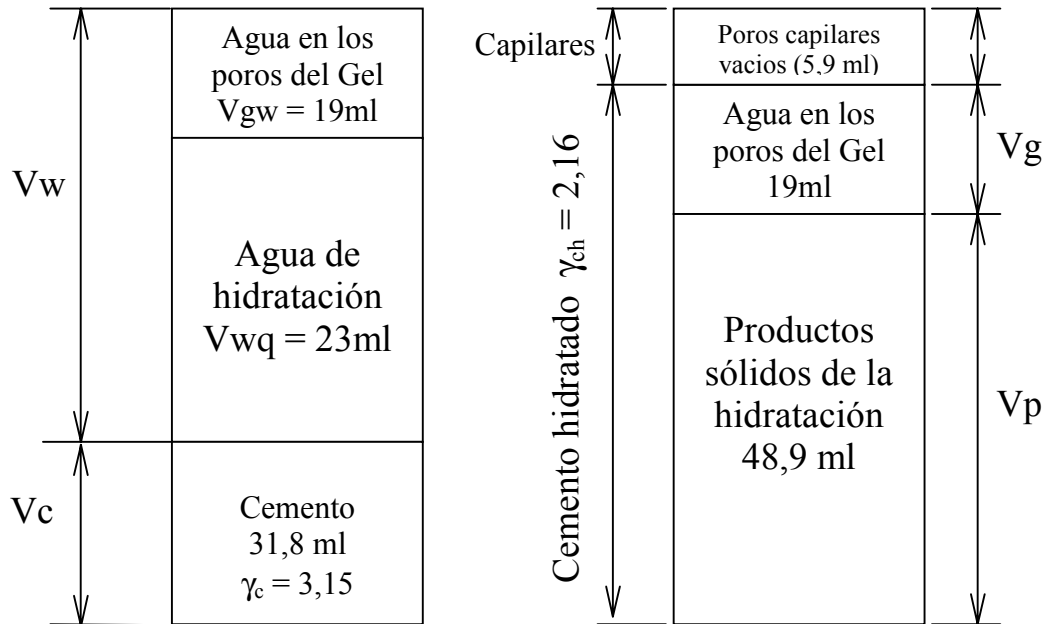 Vw
Vc
Agua en los
poros del Gel
Vgw = 19ml
Agua de
hidratación
Vwq = 23ml
Cemento
31,8 ml
γc = 3,15
Capilares
Cemento hidratado γch = 2,16
Poros capilares
vacios (5,9 ml)
Agua en los
poros del Gel
19ml
Productos
sólidos de la
hidratación
48,9 ml
Vg
Vp